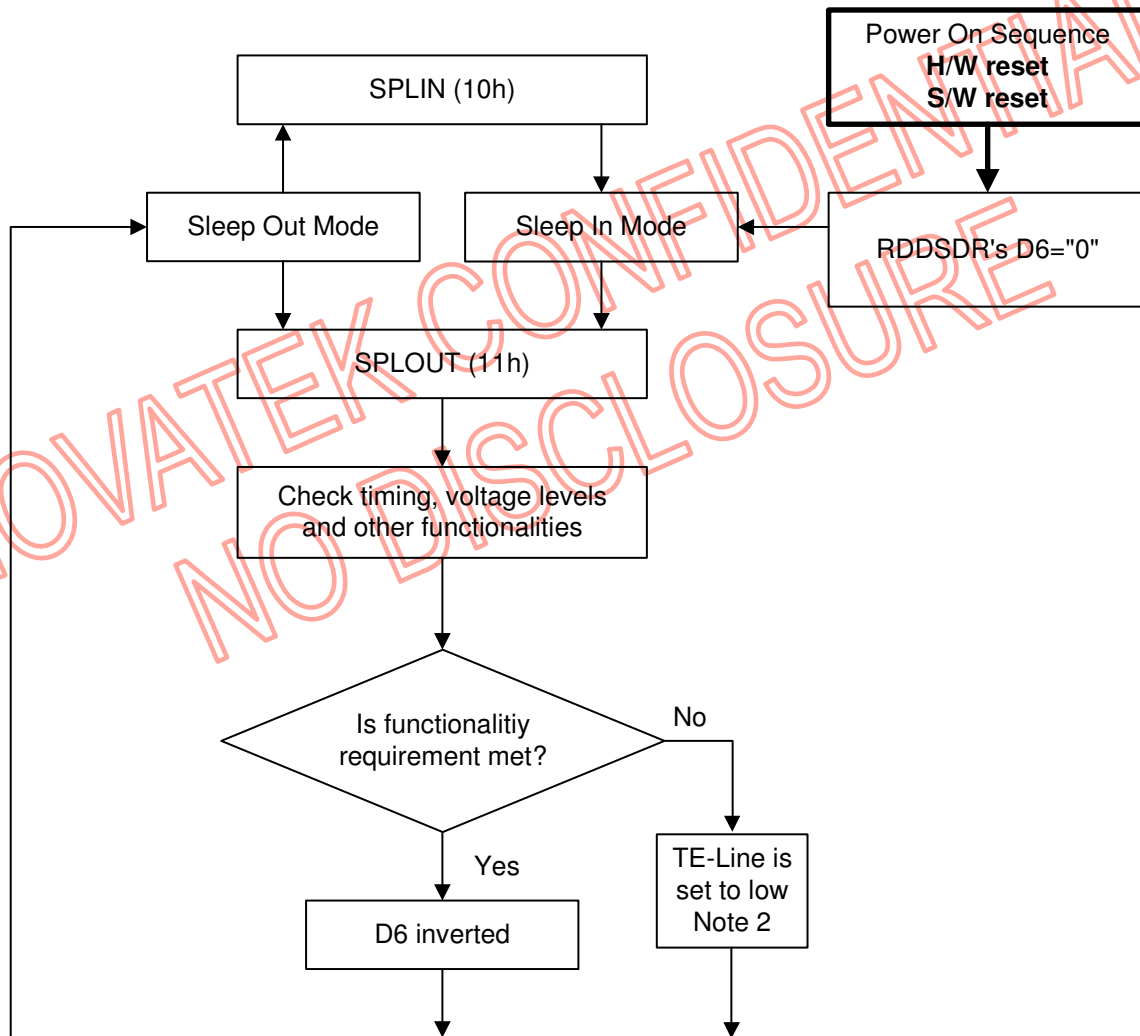 Power On Sequence
H/W reset
S/W reset
SPLIN (10h)
Sleep Out Mode
Sleep In Mode
RDDSDR's D6="0"
SPLOUT (11h)
Check timing, voltage levels
and other functionalities
Is functionalitiy
requirement met?
No
Yes
TE-Line is
set to low
Note 2
D6 inverted
NOVATEK CONFIDENTIAL
NO DISCLOSURE